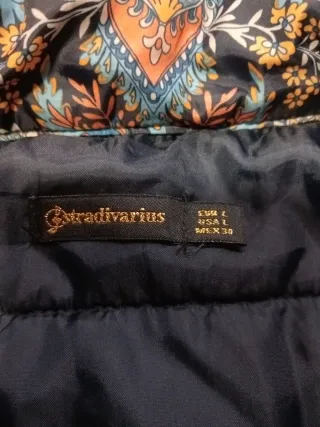 Stradivarius
EUR L
USA L
MEX 30